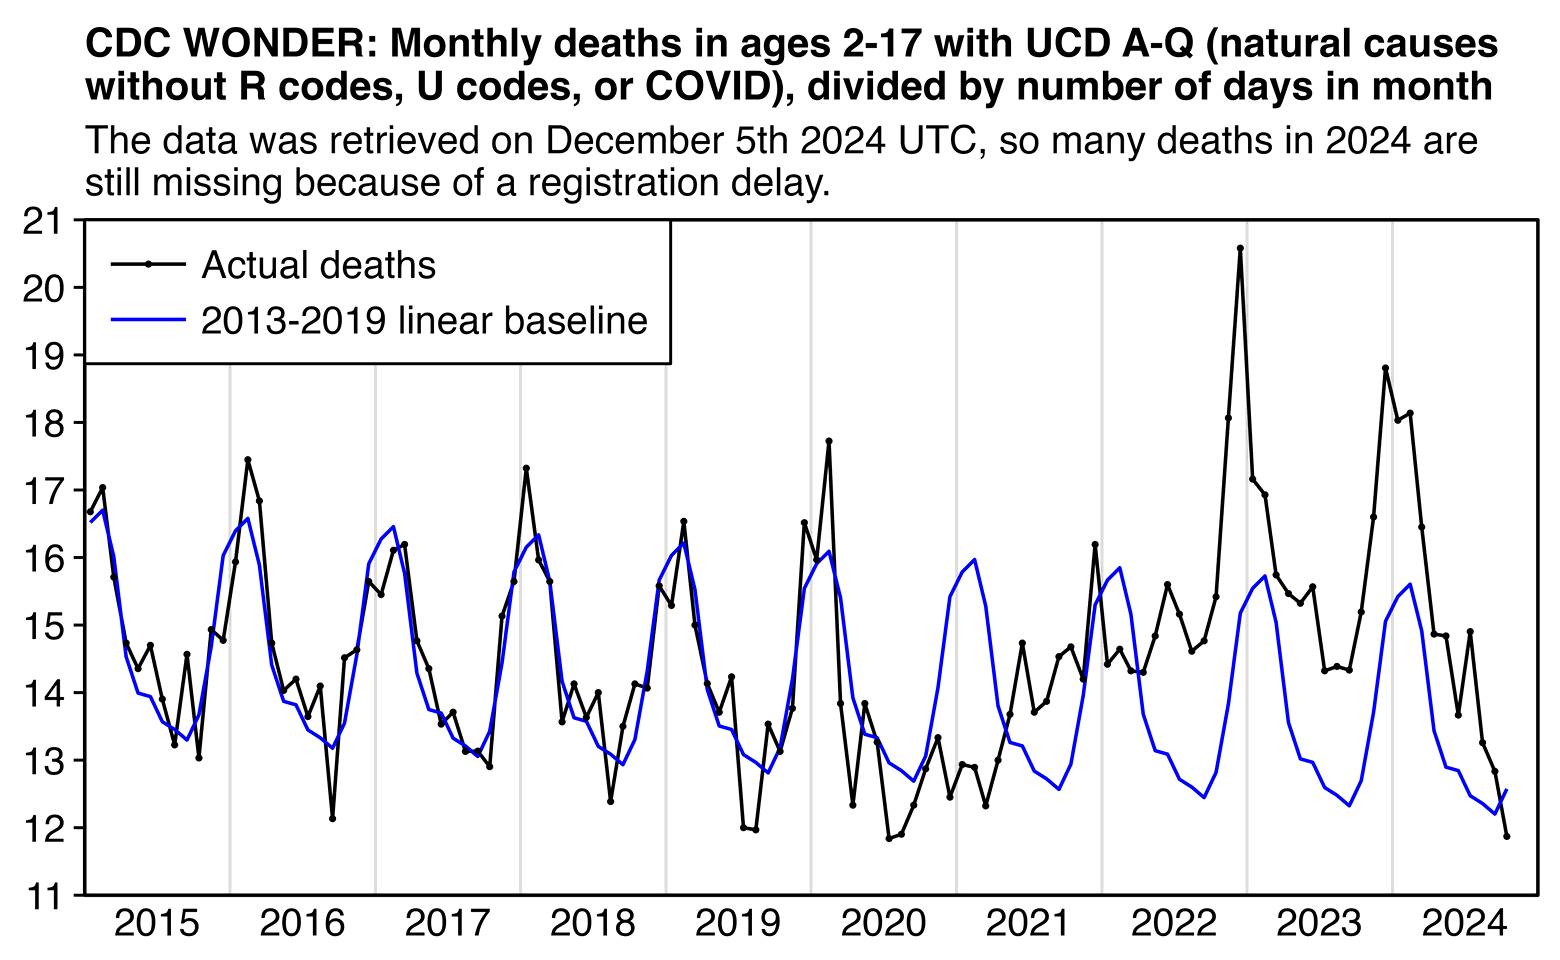 CDC WONDER: Monthly deaths in ages 2-17 with UCD A-Q (natural causes
without R codes, U codes, or COVID), divided by number of days in month
The data was retrieved on December 5th 2024 UTC, so many deaths in 2024 are
still missing because of a registration delay.
21
20
19
18
17
16
15
14
13
12
11
Actual deaths
2013-2019 linear baseline
2015 2016 2017 2018 2019 2020 2021 2022 2023 2024